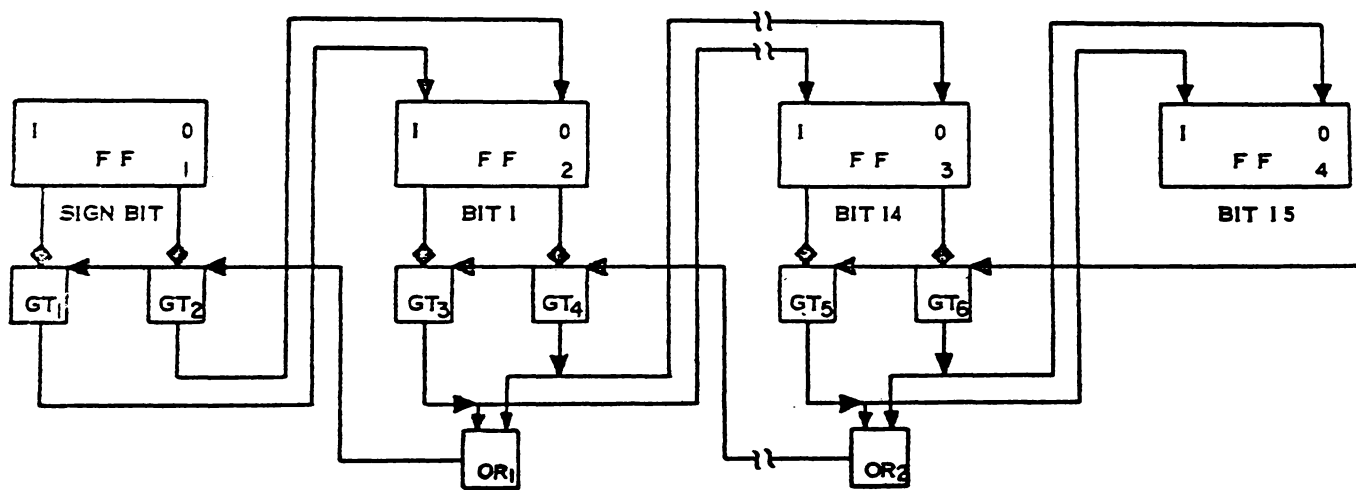 I 0
F F 1
SIGN BIT
I 0
F F 2
BIT 1
I 0
F F 3
BIT 14
I 0
F F 4
BIT 15
GT1
GT2
GT3
GT4
GT5
GT6
OR1
OR2